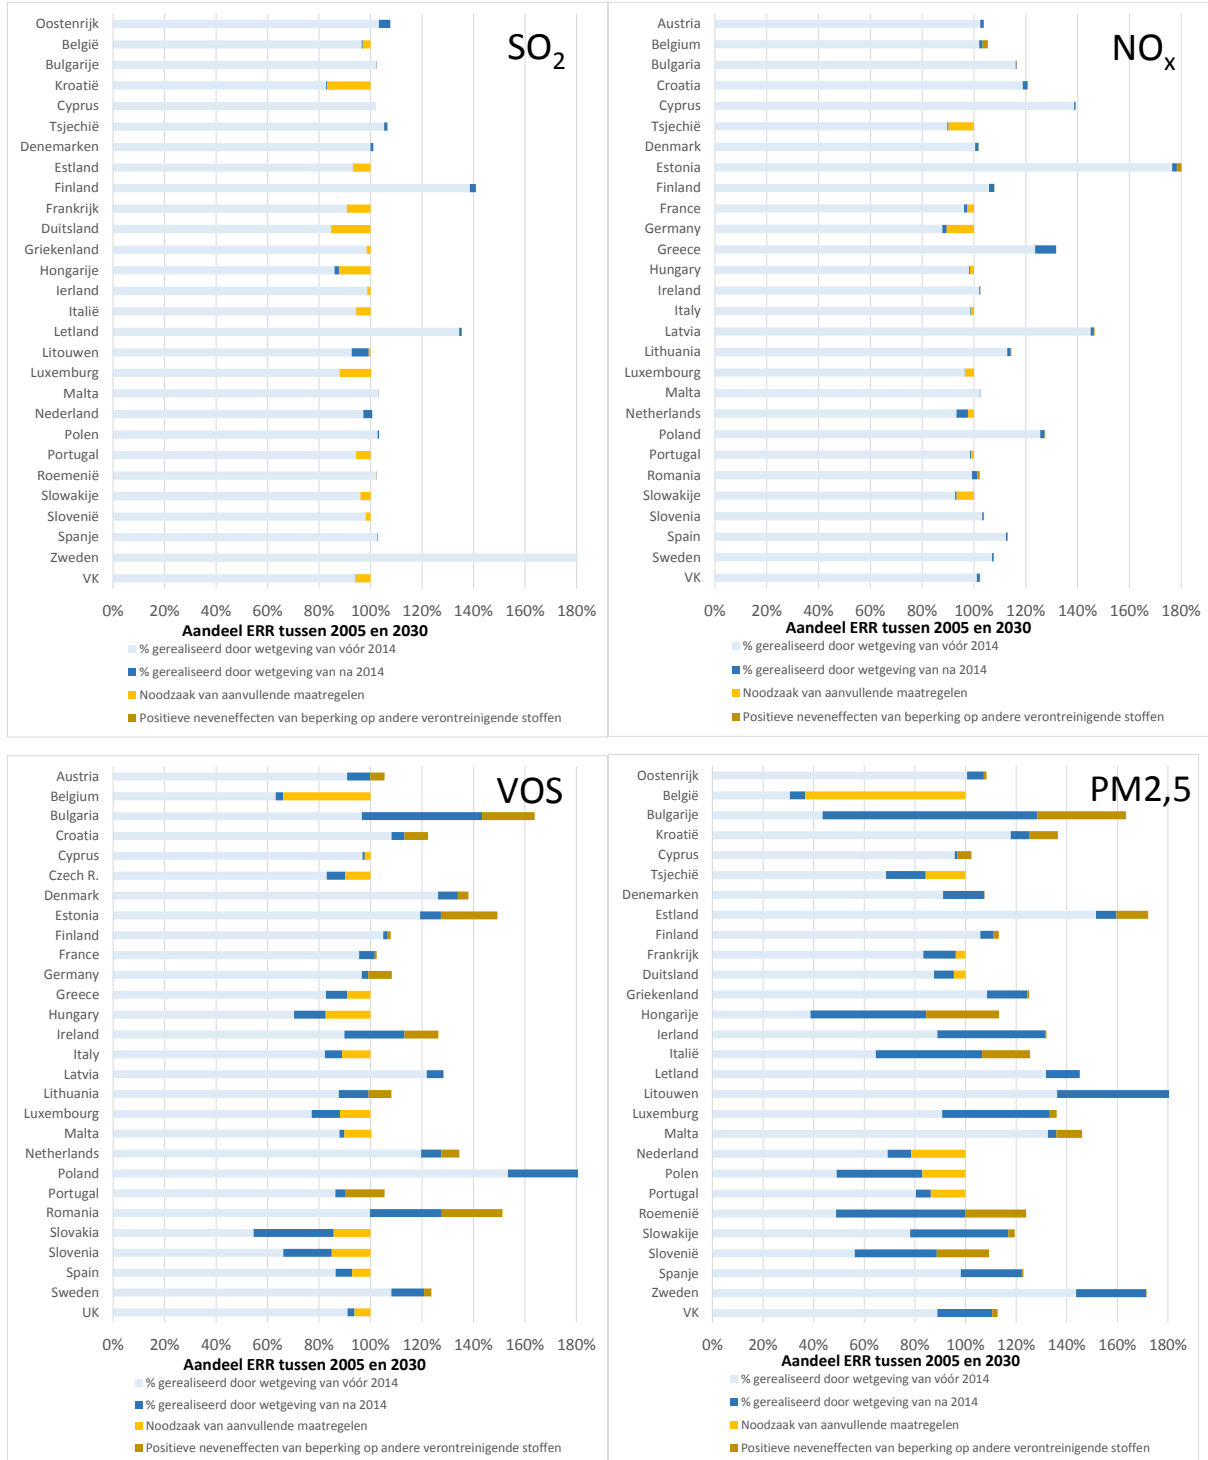 SO2
Oostenrijk
België
Bulgarije
Kroatië
Cyprus
Tsjechië
Denemarken
Estland
Finland
Frankrijk
Duitsland
Griekenland
Hongarije
Ierland
Italië
Letland
Litouwen
Luxemburg
Malta
Nederland
Polen
Portugal
Roemenië
Slowakije
Slovenië
Spanje
Zweden
VK
0% 20% 40% 60% 80% 100% 120% 140% 160% 180%
Aandeel ERR tussen 2005 en 2030
% gerealiseerd door wetgeving van vóór 2014
% gerealiseerd door wetgeving van na 2014
Noodzaak van aanvullende maatregelen
Positieve neveneffecten van beperking op andere verontreinigende stoffen
NOx
Austria
Belgium
Bulgaria
Croatia
Cyprus
Tsjechië
Denmark
Estonia
Finland
France
Germany
Greece
Hungary
Ireland
Italy
Latvia
Lithuania
Luxembourg
Malta
Netherlands
Poland
Portugal
Romania
Slowakije
Slovenia
Spain
Sweden
VK
0% 20% 40% 60% 80% 100% 120% 140% 160% 180%
Aandeel ERR tussen 2005 en 2030
% gerealiseerd door wetgeving van vóór 2014
% gerealiseerd door wetgeving van na 2014
Noodzaak van aanvullende maatregelen
Positieve neveneffecten van beperking op andere verontreinigende stoffen
VOS
Austria
Belgium
Bulgaria
Croatia
Cyprus
Czech R.
Denmark
Estonia
Finland
France
Germany
Greece
Hungary
Ireland
Italy
Latvia
Lithuania
Luxembourg
Malta
Netherlands
Poland
Portugal
Romania
Slovakia
Slovenia
Spain
Sweden
UK
0% 20% 40% 60% 80% 100% 120% 140% 160% 180%
Aandeel ERR tussen 2005 en 2030
% gerealiseerd door wetgeving van vóór 2014
% gerealiseerd door wetgeving van na 2014
Noodzaak van aanvullende maatregelen
Positieve neveneffecten van beperking op andere verontreinigende stoffen
PM2,5
Oostenrijk
België
Bulgarije
Kroatië
Cyprus
Tsjechië
Denemarken
Estland
Finland
Frankrijk
Duitsland
Griekenland
Hongarije
Ierland
Italië
Letland
Litouwen
Luxemburg
Malta
Nederland
Polen
Portugal
Roemenië
Slowakije
Slovenië
Spanje
Zweden
VK
0% 20% 40% 60% 80% 100% 120% 140% 160% 180%
Aandeel ERR tussen 2005 en 2030
% gerealiseerd door wetgeving van vóór 2014
% gerealiseerd door wetgeving van na 2014
Noodzaak van aanvullende maatregelen
Positieve neveneffecten van beperking op andere verontreinigende stoffen